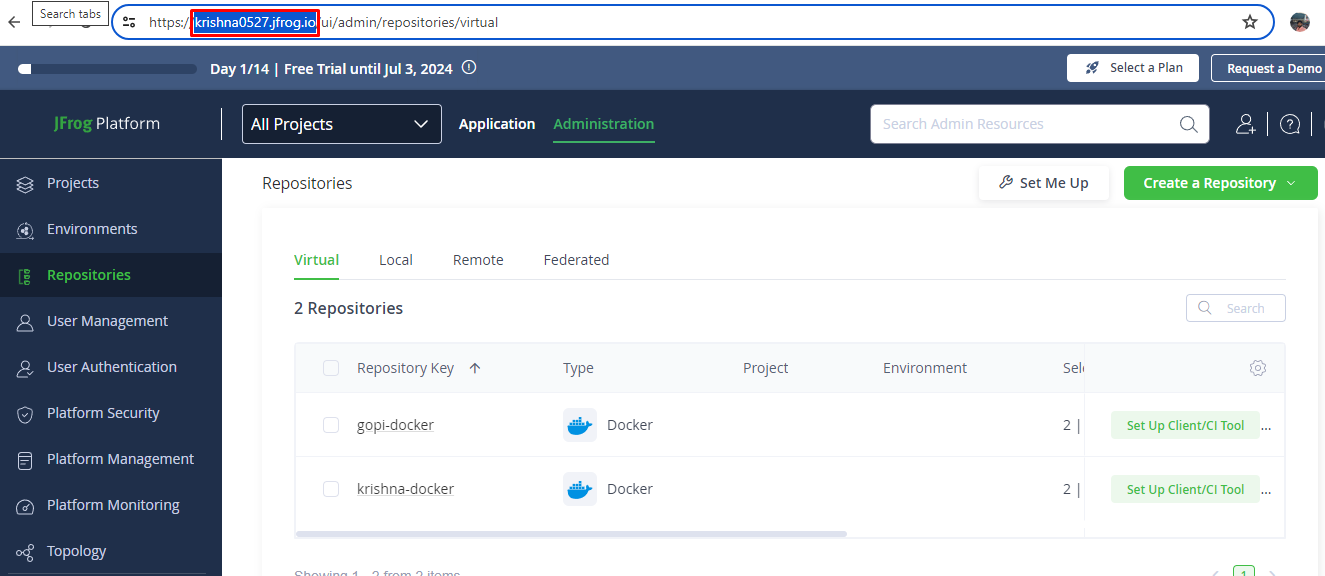 Search tabs
https://krishna0527.jfrog.io/ui/admin/repositories/virtual
Day 1/14 | Free Trial until Jul 3, 2024
Select a Plan
Request a Demo
JFrog Platform
All Projects
Application
Administration
Search Admin Resources
Projects
Environments
Repositories
User Management
User Authentication
Platform Security
Platform Management
Platform Monitoring
Topology
Repositories
Set Me Up
Create a Repository
Virtual Local Remote Federated
2 Repositories
Search
Repository Key Type Project Environment Sele
gopi-docker Docker 2 | Set Up Client/CI Tool ...
krishna-docker Docker 2 | Set Up Client/CI Tool ...
Showing 1 - 2 from 2 items
1